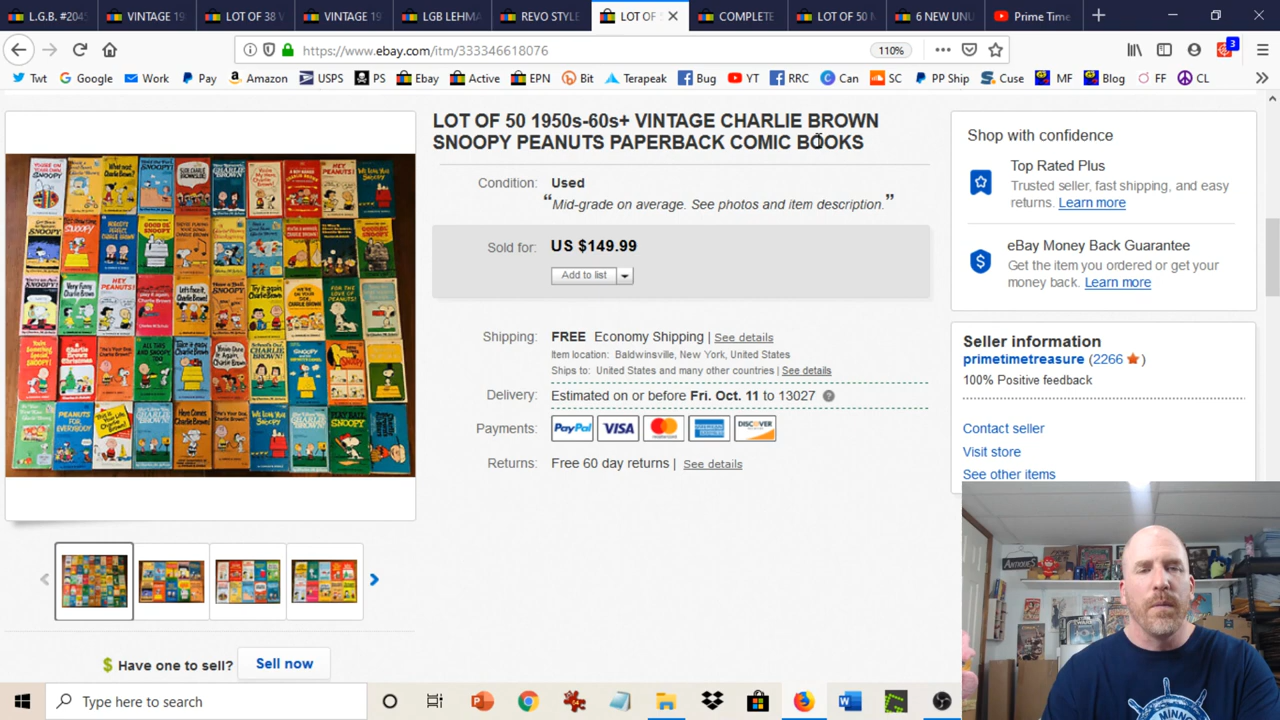 L.G.B. #204
VINTAGE 19
LOT OF 38 V
VINTAGE 19
LGB LEHMA
REVO STYLE
LOT OF
COMPLETE
LOT OF 50 M
6 NEW UNU
Prime Time
https://www.ebay.com/itm/333346618076
110%
3
Twt
Google
Work
Pay
Amazon
USPS
PS
Ebay
Active
EPN
Bit
Terapeak
Bug
YT
RRC
Can
SC
PP Ship
Cuse
MF
Blog
FF
CL
LOT OF 50 1950s-60s+ VINTAGE CHARLIE BROWN
SNOOPY PEANUTS PAPERBACK COMIC BOOKS
Condition: Used
“Mid-grade on average. See photos and item description.”
Sold for: US $149.99
Add to list
Shipping: FREE Economy Shipping | See details
Item location: Baldwinsville, New York, United States
Ships to: United States and many other countries | See details
Delivery: Estimated on or before Fri. Oct. 11 to 13027
Payments: PayPal VISA MasterCard DISCOVER
Returns: Free 60 day returns | See details
Have one to sell? Sell now
Shop with confidence
Top Rated Plus
Trusted seller, fast shipping, and easy
returns. Learn more
eBay Money Back Guarantee
Get the item you ordered or get your
money back. Learn more
Seller information
primetimetreasure (2266 )
100% Positive feedback
Contact seller
Visit store
See other items
ANTIQUES
Type here to search